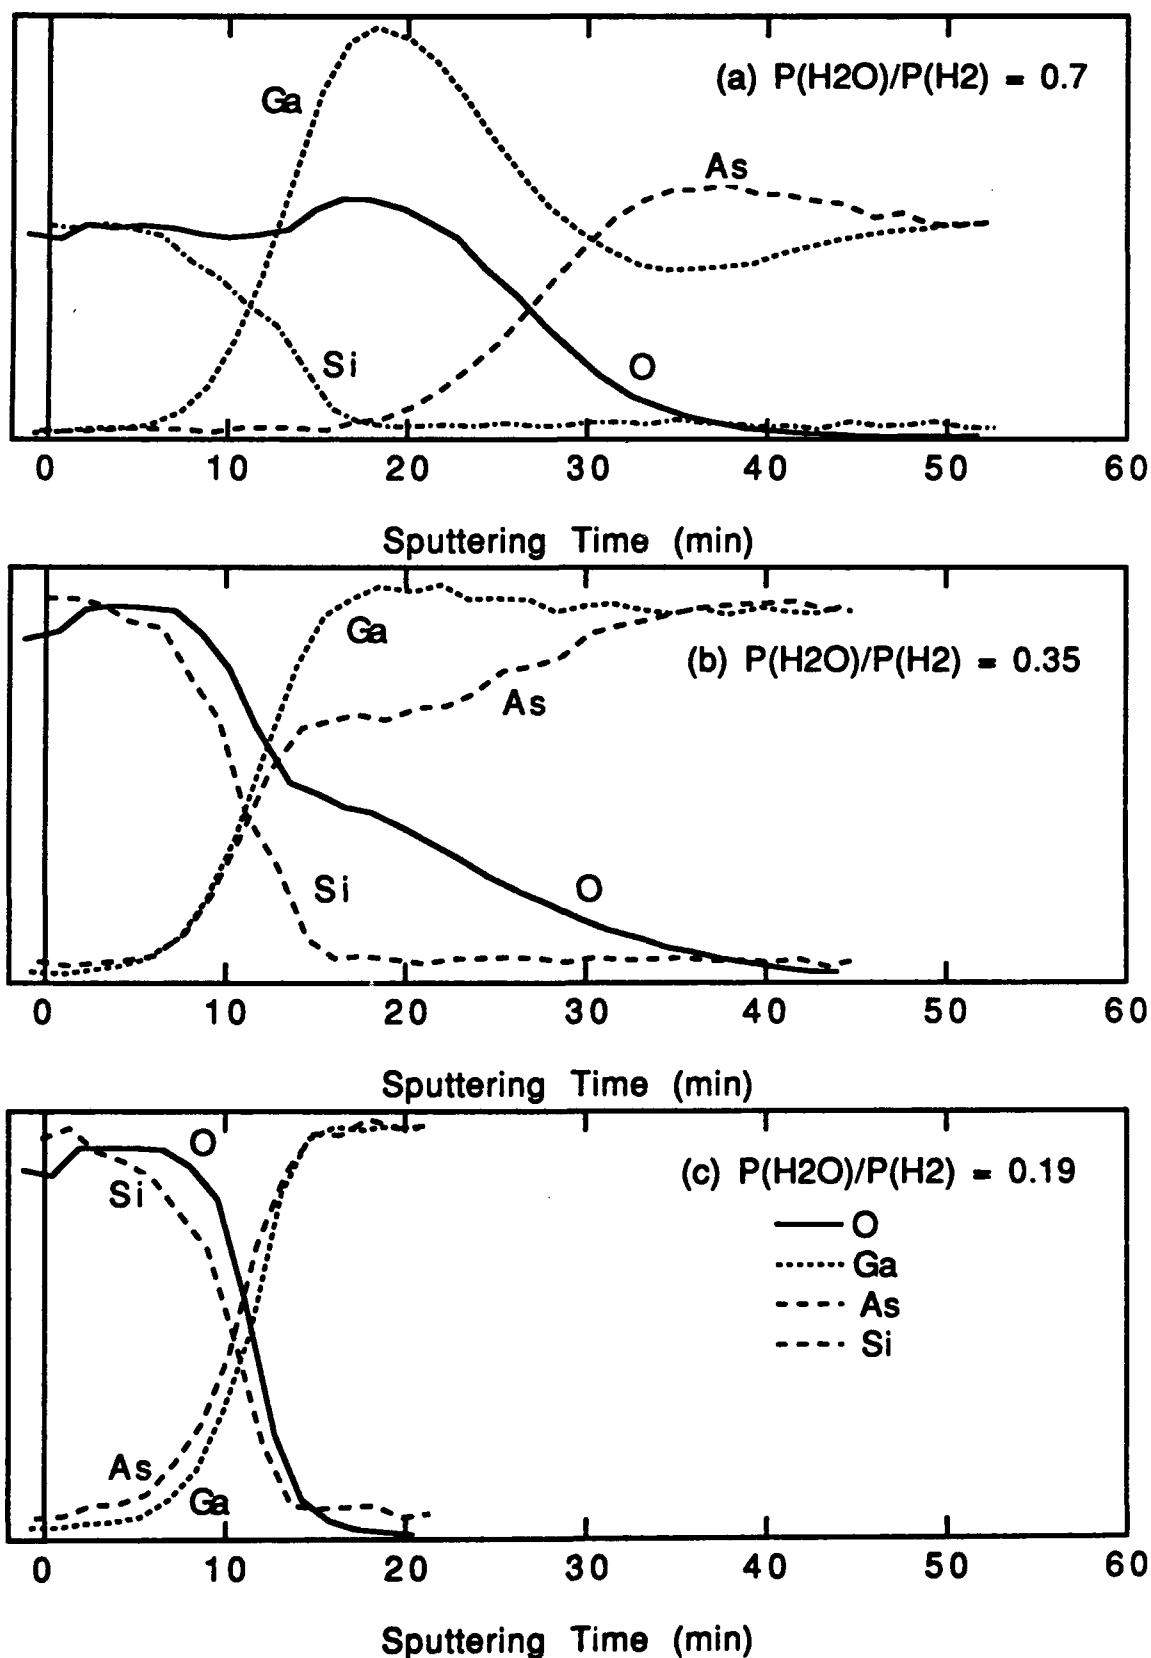 (a) P(H2O)/P(H2) = 0.7
Ga
As
Si
O
0 10 20 30 40 50 60
Sputtering Time (min)
Ga
(b) P(H2O)/P(H2) = 0.35
As
Si
O
0 10 20 30 40 50 60
Sputtering Time (min)
O
(c) P(H2O)/P(H2) = 0.19
Si
O
Ga
As
Si
As
Ga
0 10 20 30 40 50 60
Sputtering Time (min)